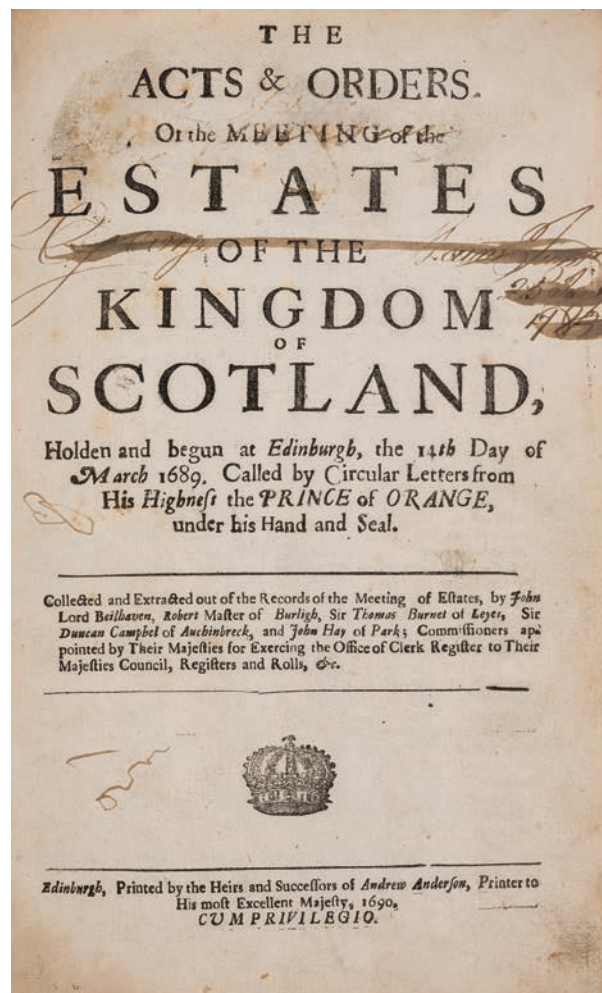 THE
ACTS & ORDERS.
Of the MEETING of the
ESTATES
OF THE
KINGDOM
OF
SCOTLAND,
Holden and begun at Edinburgh, the 14th Day of
March 1689. Called by Circular Letters from
His Highneſs the PRINCE of ORANGE,
under his Hand and Seal.
Collected and Extracted out of the Records of the Meeting of Eſtates, by John
Lord Beilhaven, Robert Maſter of Burligh, Sir Thomas Burnet of Leyes, Sir
Duncan Campbel of Auchinbreck, and John Hay of Park; Commiſſioners ap-
pointed by Their Majeſties for Exercing the Office of Clerk Regiſter to Their
Majeſties Council, Regiſters and Rolls, &c.
Edinburgh, Printed by the Heirs and Succeſſors of Andrew Anderſon, Printer to
His moſt Excellent Majeſty, 1690.
CUM PRIVILEGIO.